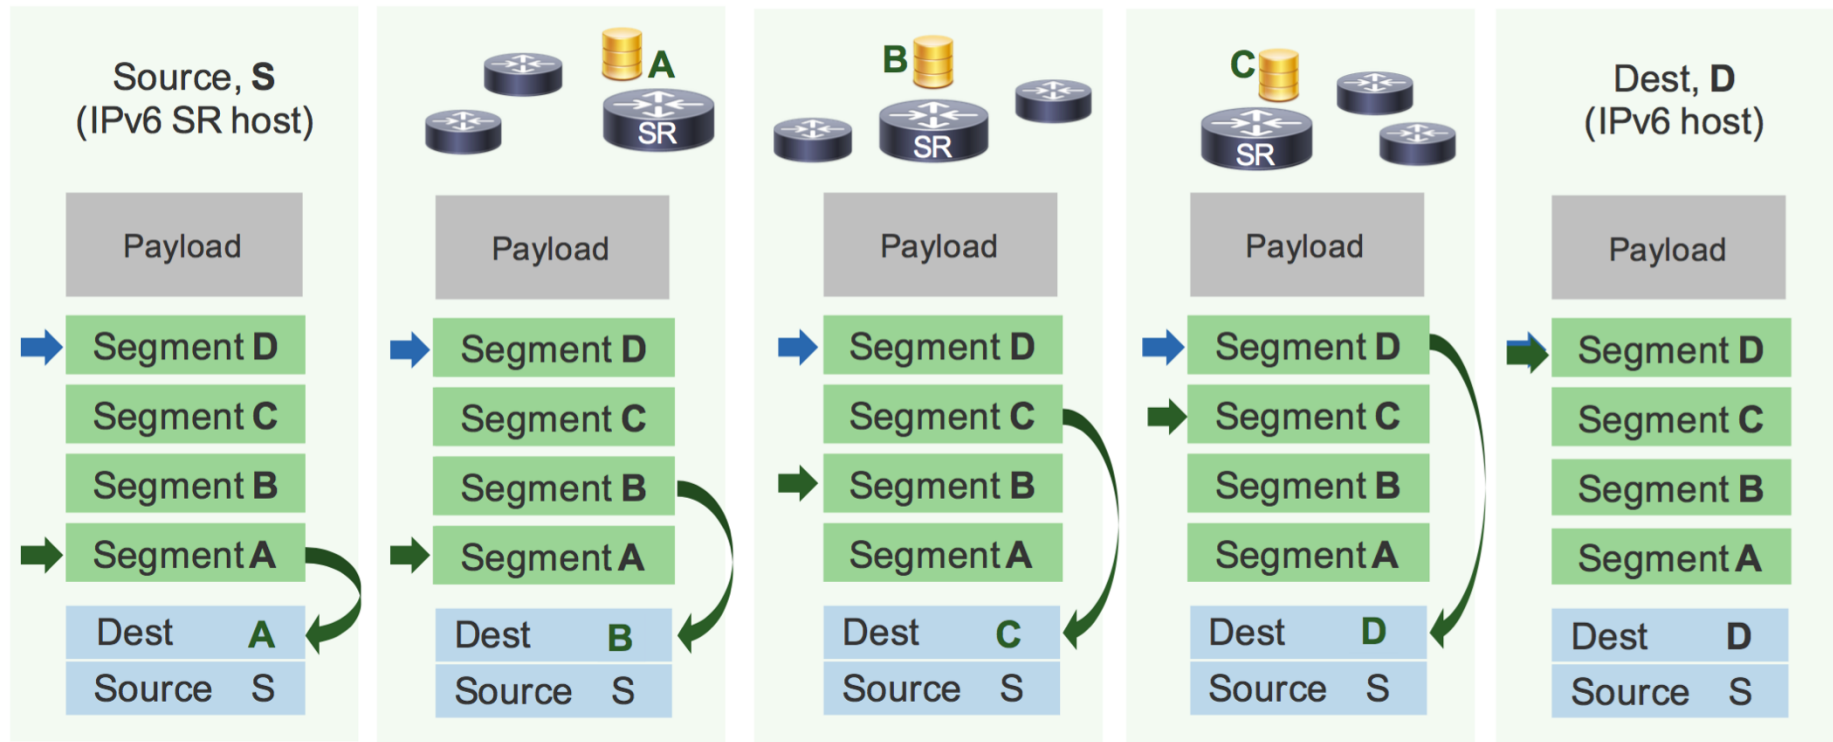 Source, S
(IPv6 SR host)
Payload
Segment D
Segment C
Segment B
Segment A
Dest A
Source S
A
SR
Payload
Segment D
Segment C
Segment B
Segment A
Dest B
Source S
B
SR
Payload
Segment D
Segment C
Segment B
Segment A
Dest C
Source S
C
SR
Payload
Segment D
Segment C
Segment B
Segment A
Dest D
Source S
Dest, D
(IPv6 host)
Payload
Segment D
Segment C
Segment B
Segment A
Dest D
Source S